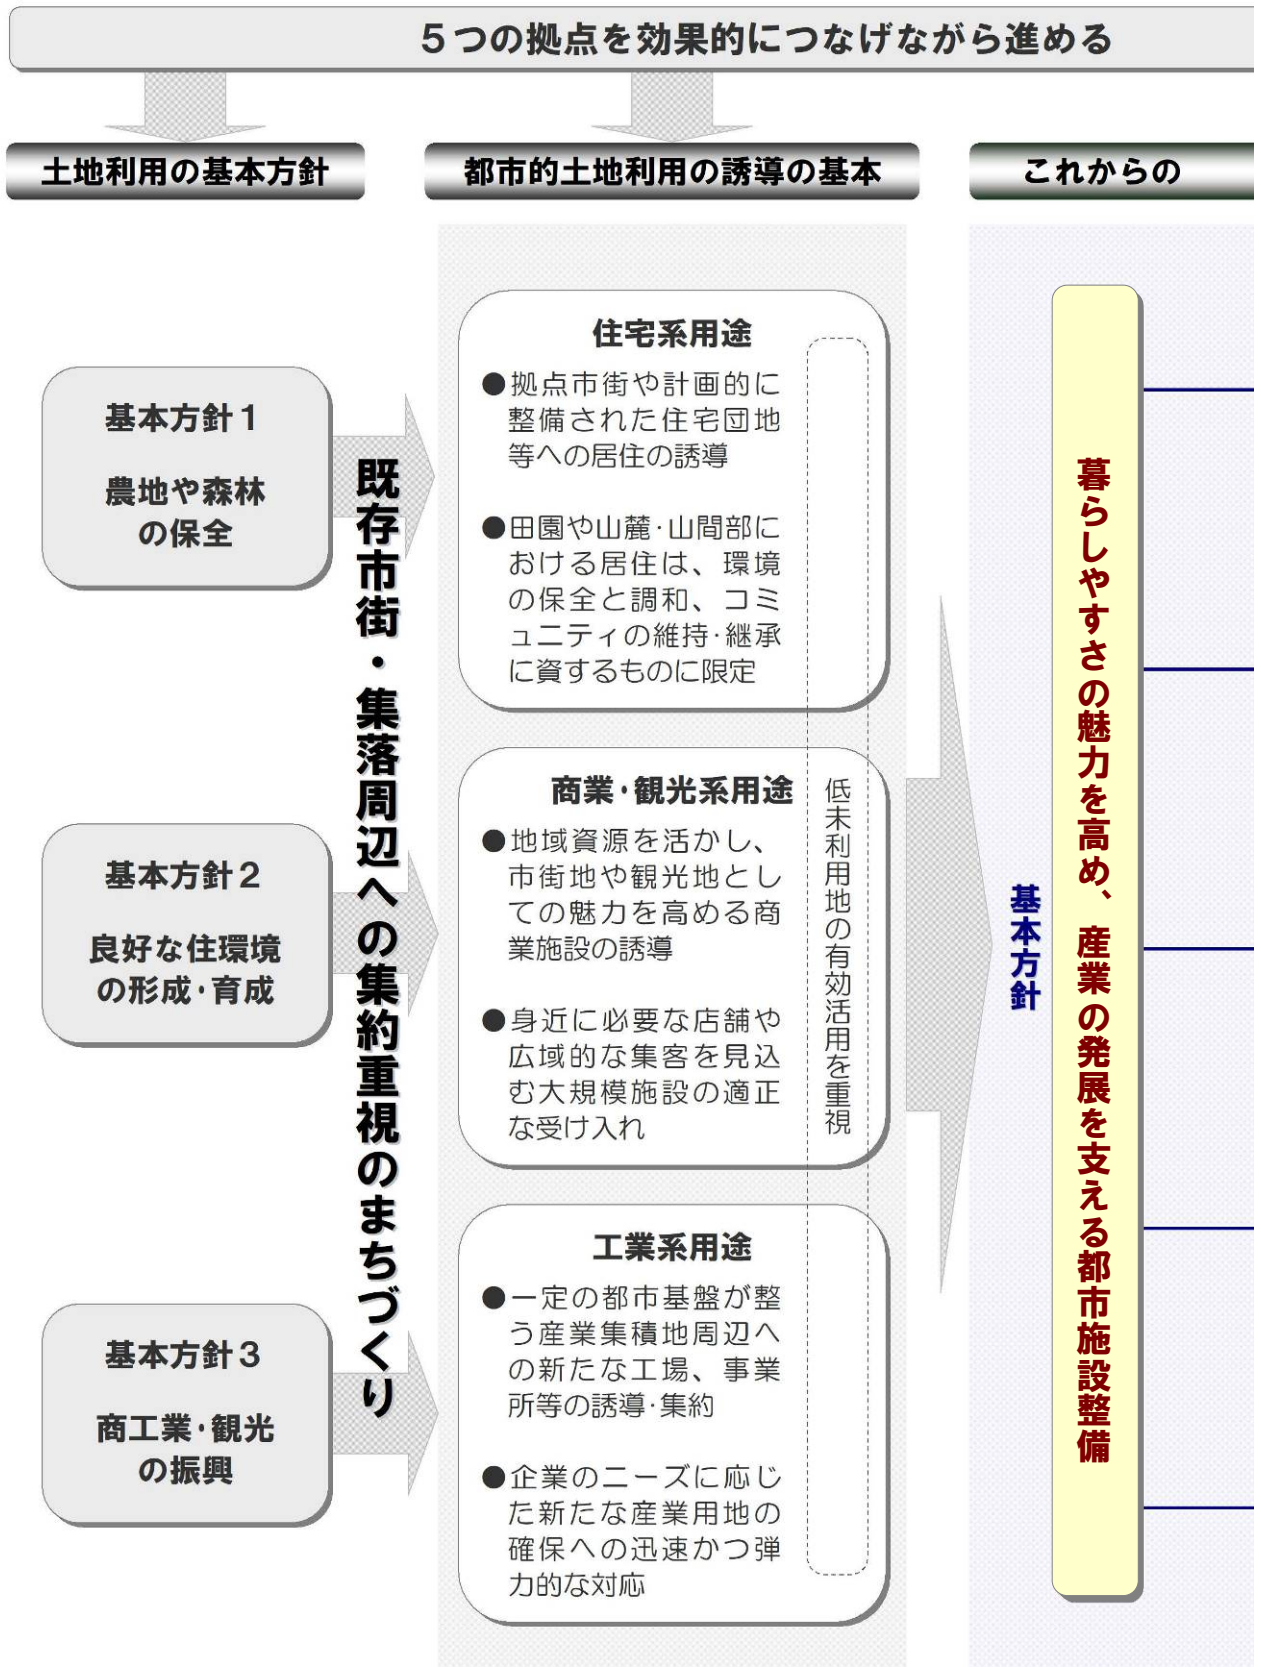 5つの拠点を効果的につなげながら進める
土地利用の基本方針
都市的土地利用の誘導の基本
これからの
基本方針1
農地や森林
の保全
基本方針2
良好な住環境
の形成・育成
基本方針3
商工業・観光
の振興
既存市街・集落周辺への集約重視のまちづくり
住宅系用途
●拠点市街や計画的に
整備された住宅団地
等への居住の誘導
●田園や山麓・山間部に
おける居住は、環境
の保全と調和、コミ
ュニティの維持・継承
に資するものに限定
商業・観光系用途
●地域資源を活かし、
市街地や観光地とし
ての魅力を高める商
業施設の誘導
●身近に必要な店舗や
広域的な集客を見込
む大規模施設の適正
な受け入れ
工業系用途
●一定の都市基盤が整
う産業集積地周辺へ
の新たな工場、事業
所等の誘導・集約
●企業のニーズに応じ
た新たな産業用地の
確保への迅速かつ弾
力的な対応
低未利用地の有効活用を重視
基本方針
暮らしやすさの魅力を高め、産業の発展を支える都市施設整備